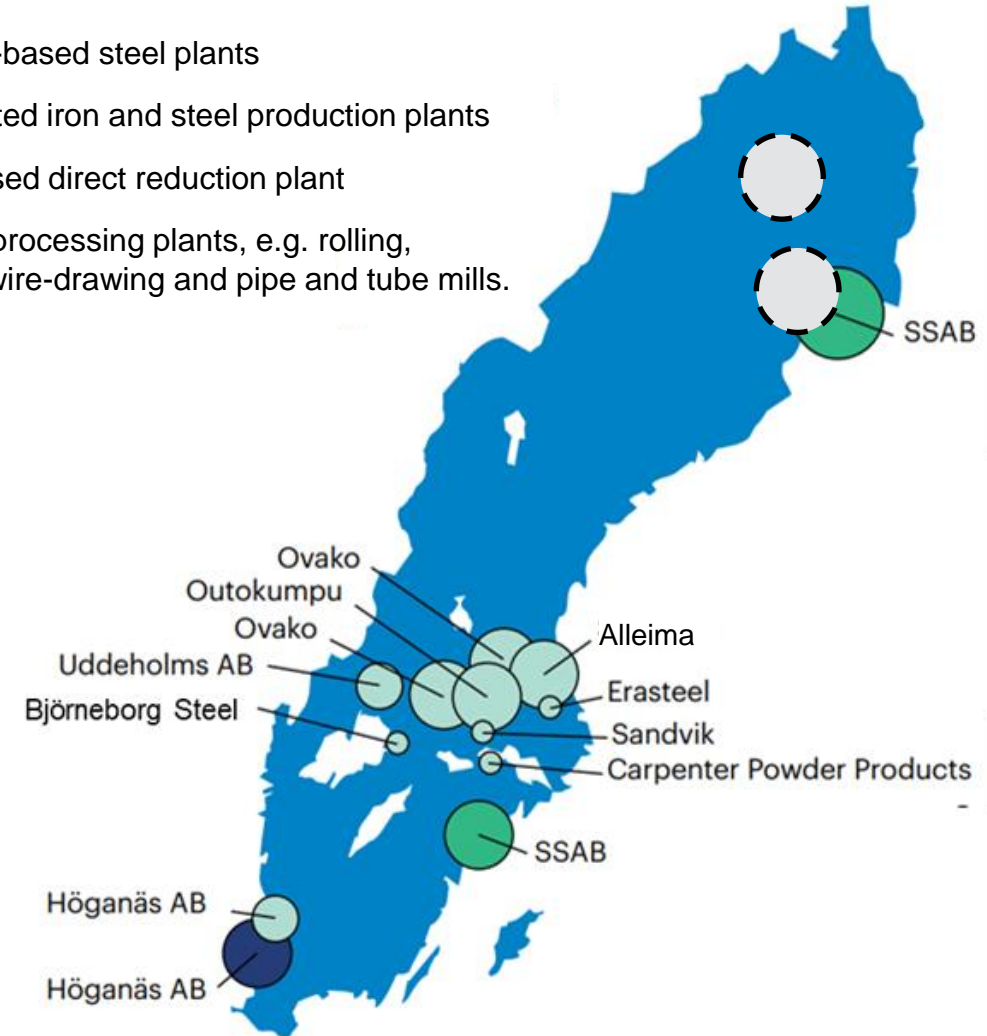 -based steel plants
ted iron and steel production plants
sed direct reduction plant
processing plants, e.g. rolling,
wire-drawing and pipe and tube mills.
SSAB
Ovako
Outokumpu
Ovako
Alleima
Uddeholms AB
Erasteel
Björneborg Steel
Sandvik
Carpenter Powder Products
-
SSAB
Höganäs AB
Höganäs AB